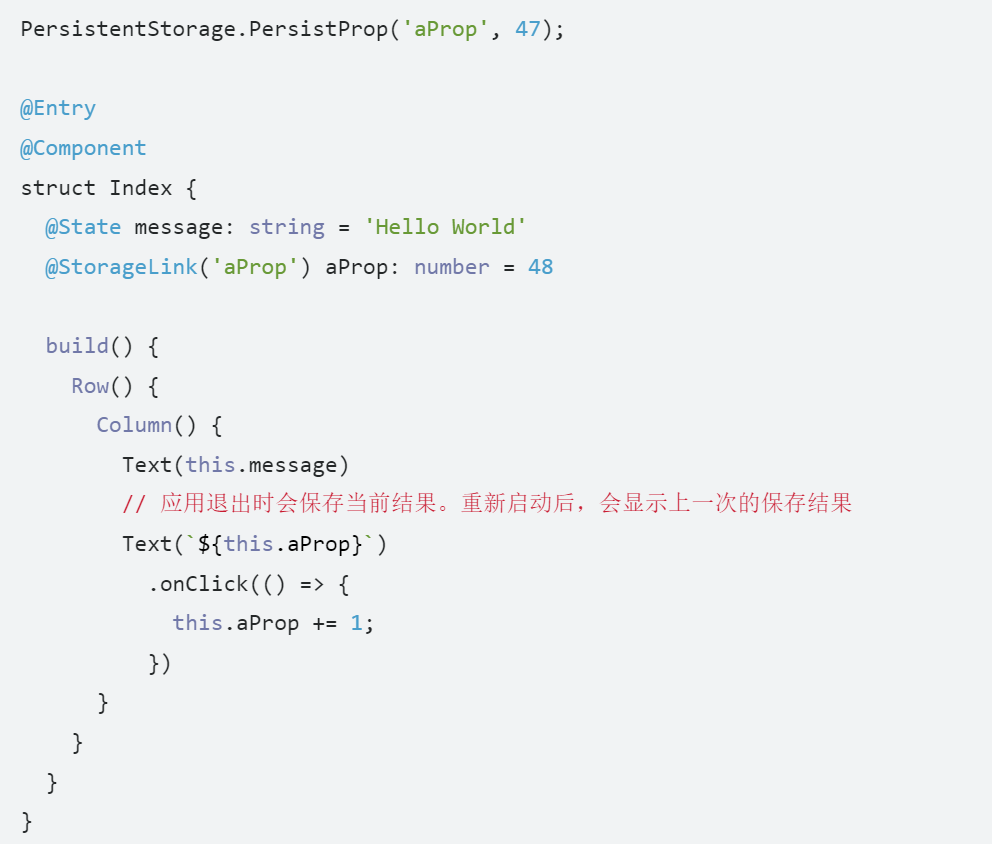 PersistentStorage.PersistProp('aProp', 47);

@Entry
@Component
struct Index {
  @State message: string = 'Hello World'
  @StorageLink('aProp') aProp: number = 48

  build() {
    Row() {
      Column() {
        Text(this.message)
        // 应用退出时会保存当前结果。重新启动后，会显示上一次的保存结果
        Text(`${this.aProp}`)
          .onClick(() => {
            this.aProp += 1;
          })
      }
    }
  }
}